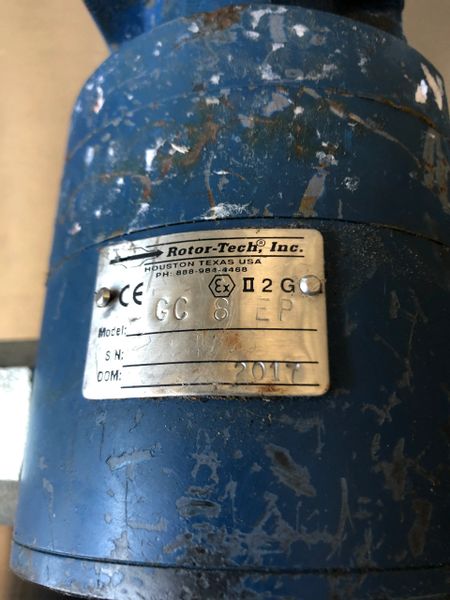 Rotor-Tech,® Inc.
HOUSTON TEXAS USA
PH: 888-984-4468
CE Ex II 2 G
Model: GC 8 EP
S/N:
DOM: 2017